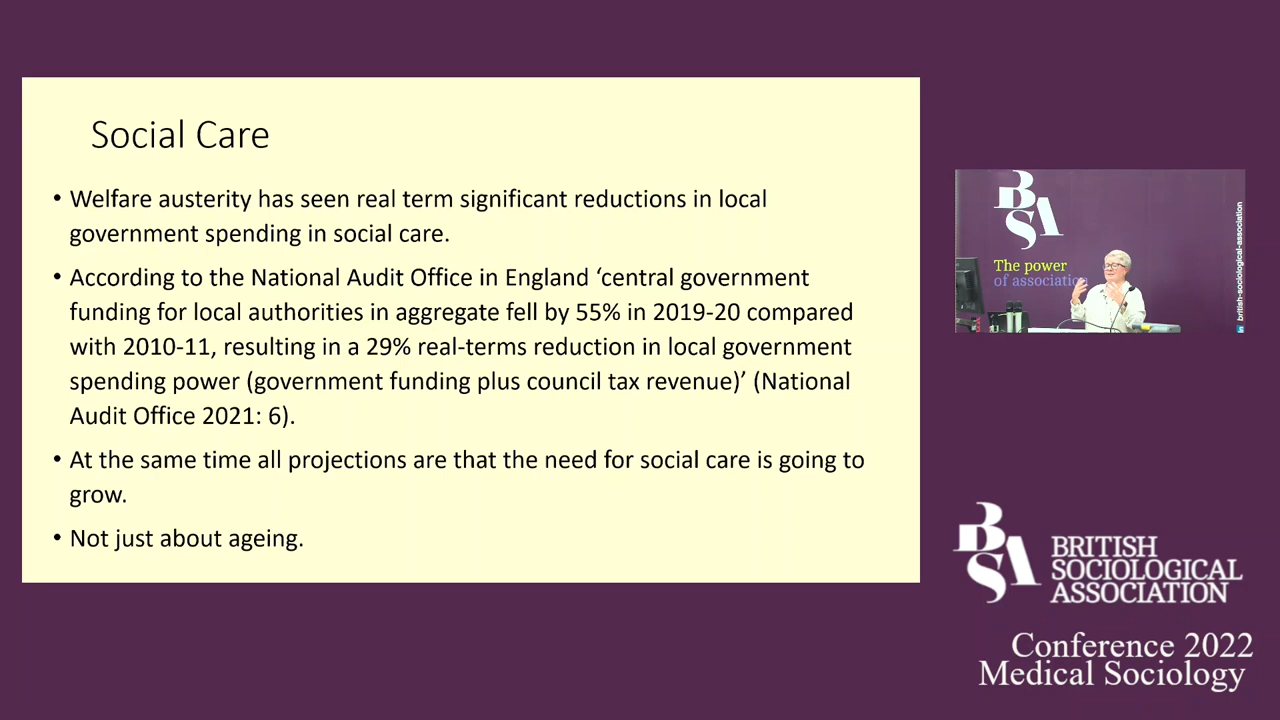 Social Care
• Welfare austerity has seen real term significant reductions in local
government spending in social care.
• According to the National Audit Office in England ‘central government
funding for local authorities in aggregate fell by 55% in 2019-20 compared
with 2010-11, resulting in a 29% real-terms reduction in local government
spending power (government funding plus council tax revenue)’ (National
Audit Office 2021: 6).
• At the same time all projections are that the need for social care is going to
grow.
• Not just about ageing.
BSA
The power
of association
british-sociological-association
in
BSA
BRITISH
SOCIOLOGICAL
ASSOCIATION
Conference 2022
Medical Sociology